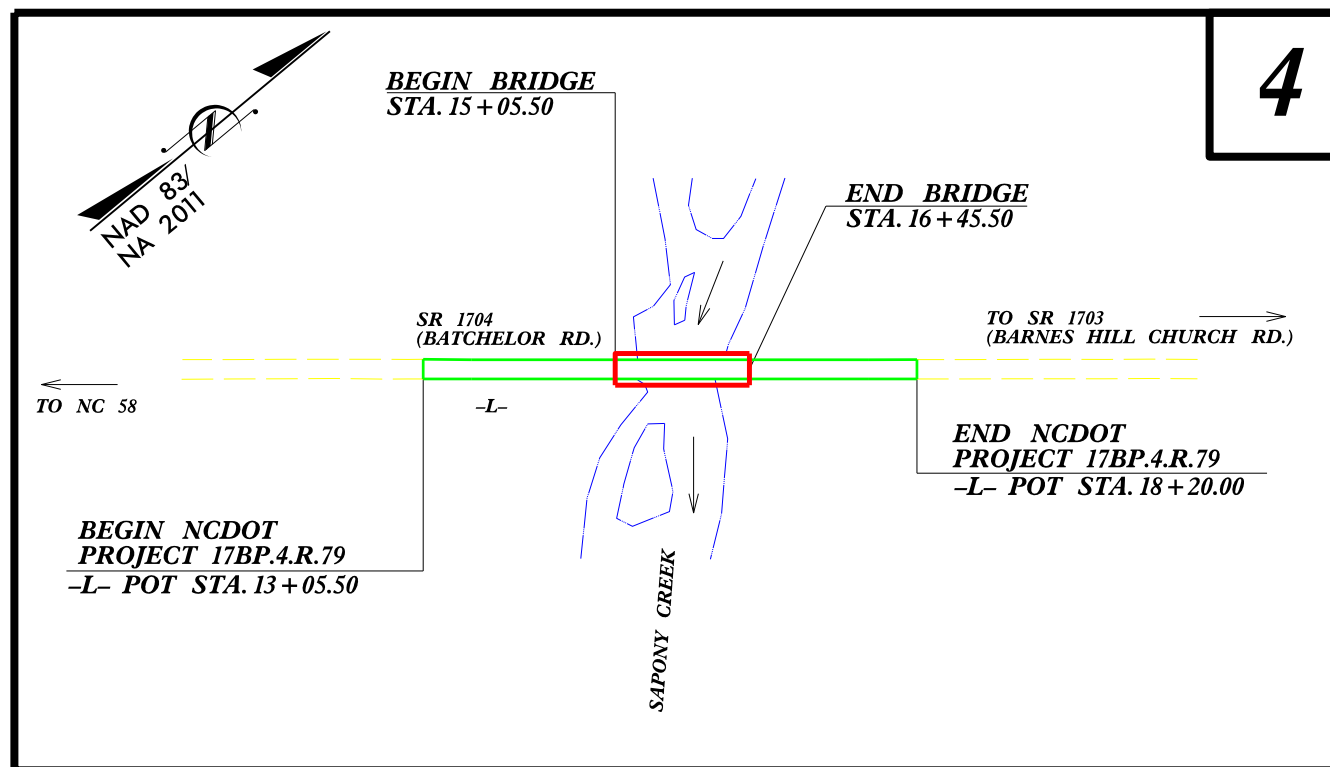 4
BEGIN BRIDGE
STA. 15+05.50
NAD 83/
NA 2011
END BRIDGE
STA. 16+45.50
SR 1704
(BATCHELOR RD.)
TO SR 1703
(BARNES HILL CHURCH RD.)
TO NC 58
–L–
END NCDOT
PROJECT 17BP.4.R.79
–L– POT STA. 18+20.00
BEGIN NCDOT
PROJECT 17BP.4.R.79
–L– POT STA. 13+05.50
SAPONY CREEK